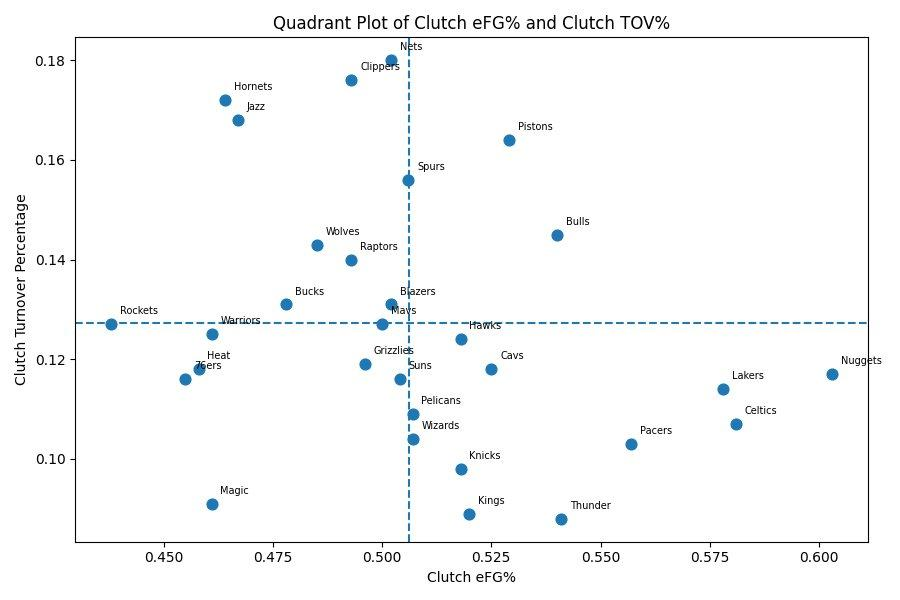 Quadrant Plot of Clutch eFG% and Clutch TOV%
Nets
Clippers
0.18
Hornets
Jazz
Pistons
0.16
Spurs
Bulls
Wolves
Raptors
0.14
Bucks
Blazers
Rockets
Mavs
Warriors
Hawks
Grizzlies
Heat
Cavs
0.12
Nuggets
76ers
Suns
Lakers
Pelicans
Celtics
Wizards
Pacers
0.10
Knicks
Magic
Kings
Thunder
Clutch Turnover Percentage
0.450 0.475 0.500 0.525 0.550 0.575 0.600
Clutch eFG%